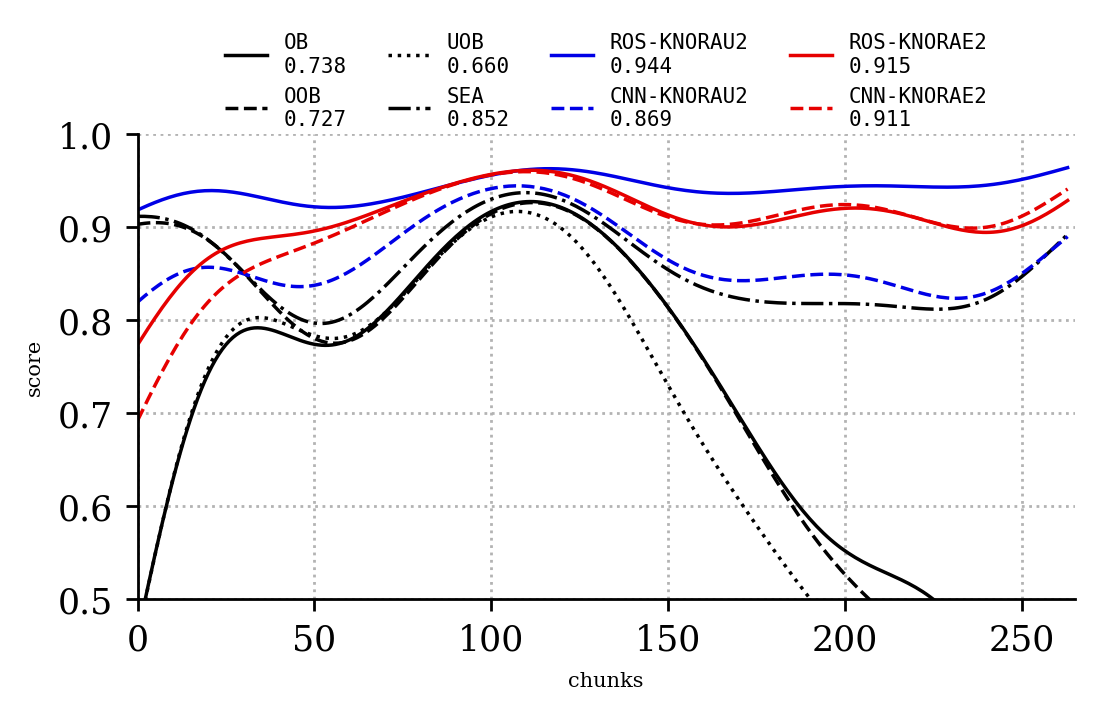 OB UOB ROS-KNORAU2 ROS-KNORAE2
0.738 0.660 0.944 0.915
OOB SEA CNN-KNORAU2 CNN-KNORAE2
0.727 0.852 0.869 0.911
1.0
0.9
0.8
0.7
0.6
0.5
score
0 50 100 150 200 250
chunks